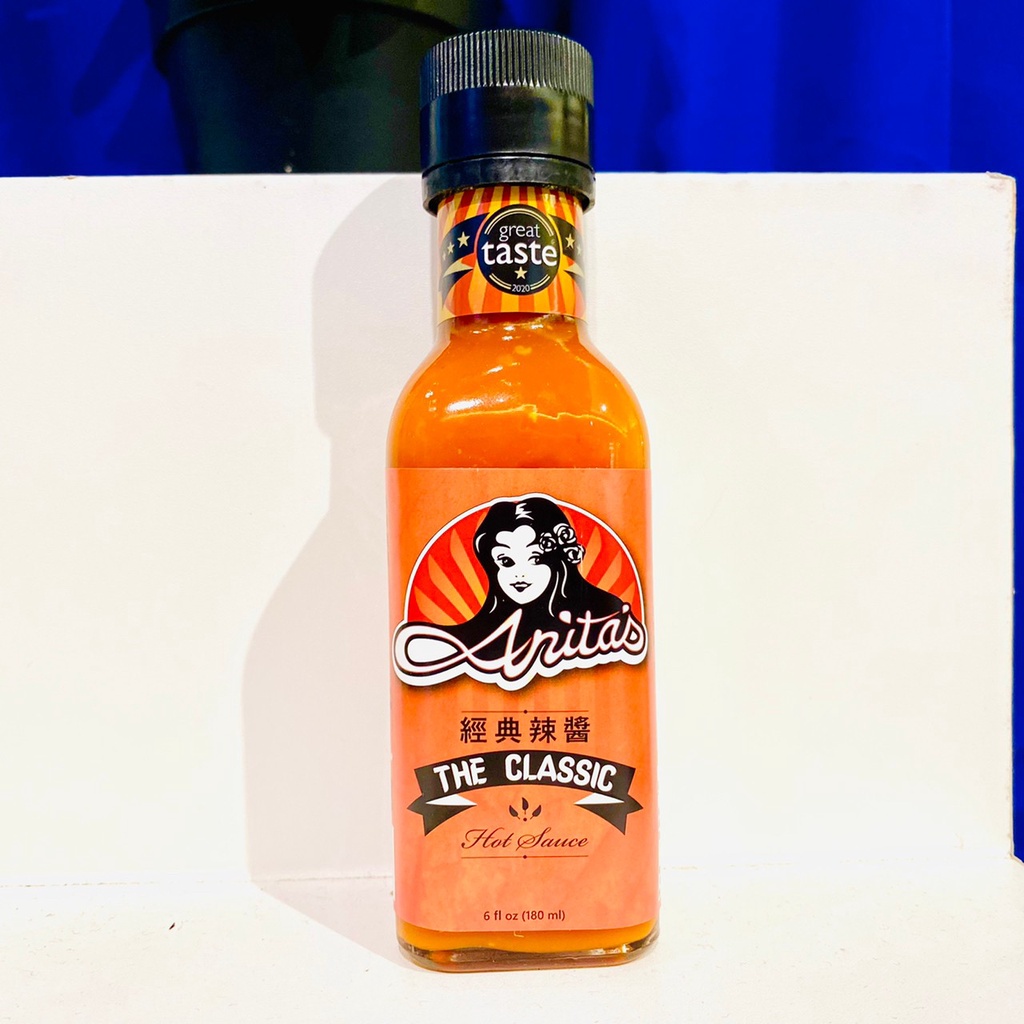 great
taste
2020
Anita's
經典辣醬
THE CLASSIC
Hot Sauce
6 fl oz (180 ml)